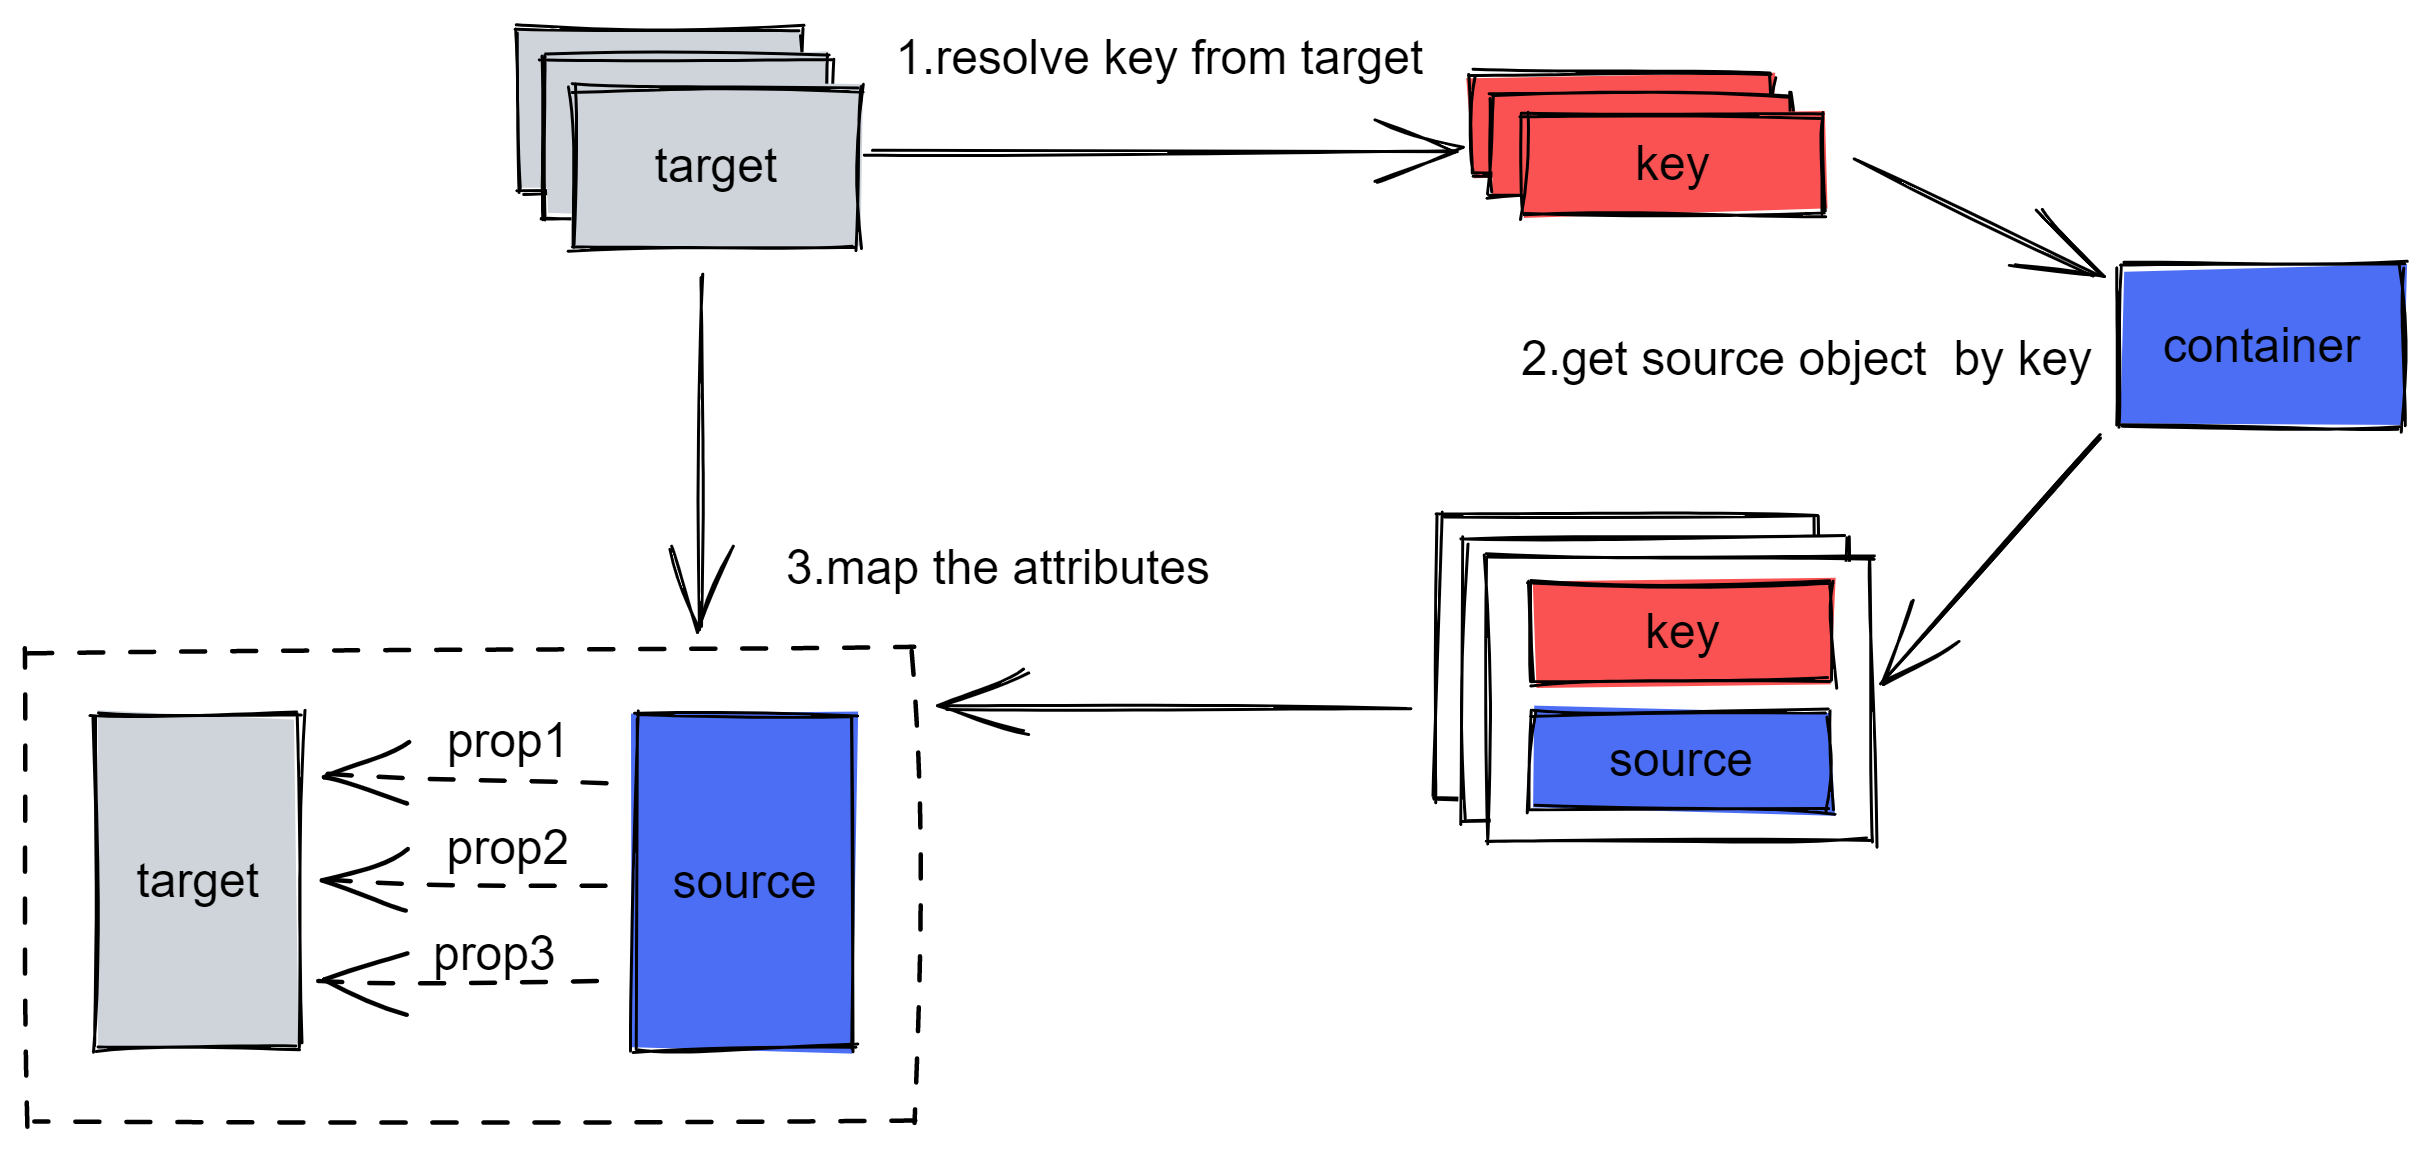 1.resolve key from target
target
key
container
2.get source object  by key
3.map the attributes
key
source
prop1
prop2
prop3
target
source